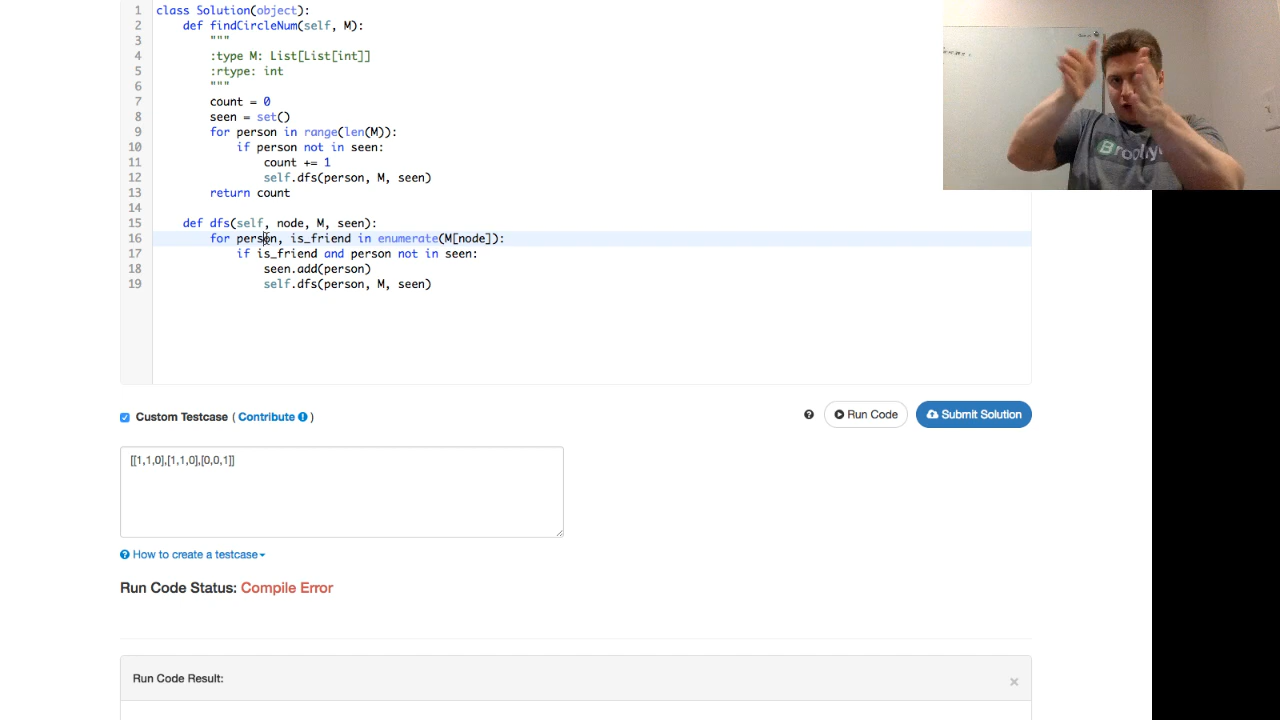 1 class Solution(object):
2 def findCircleNum(self, M):
3 """
4 :type M: List[List[int]]
5 :rtype: int
6 """
7 count = 0
8 seen = set()
9 for person in range(len(M)):
10 if person not in seen:
11 count += 1
12 self.dfs(person, M, seen)
13 return count
14
15 def dfs(self, node, M, seen):
16 for person, is_friend in enumerate(M[node]):
17 if is_friend and person not in seen:
18 seen.add(person)
19 self.dfs(person, M, seen)
Custom Testcase ( Contribute )
Run Code
Submit Solution
[[1,1,0],[1,1,0],[0,0,1]]
How to create a testcase
Run Code Status: Compile Error
Run Code Result:
×